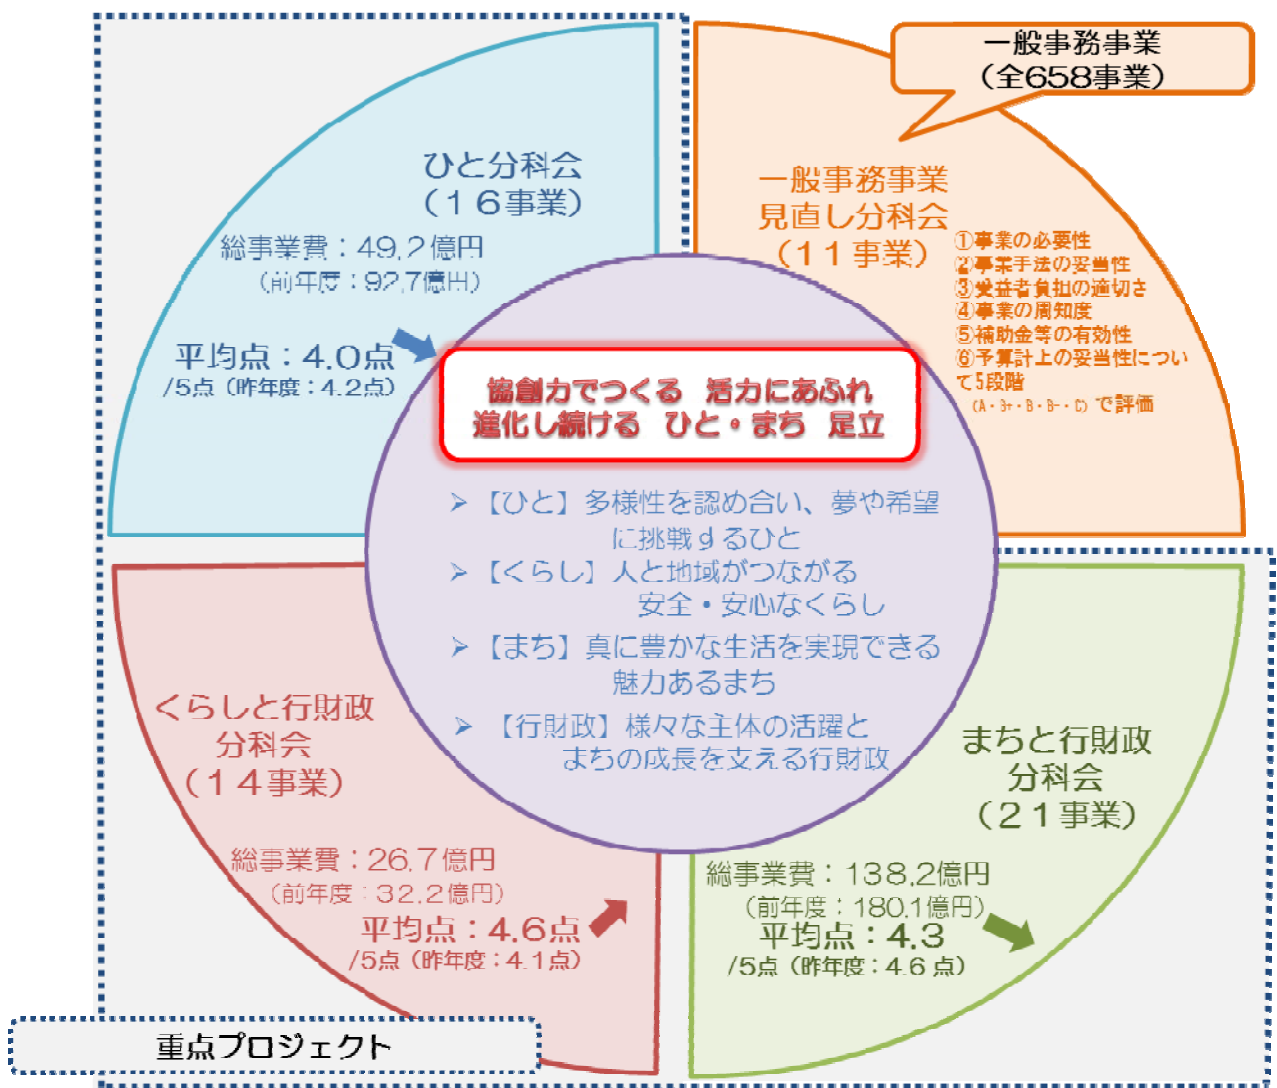 一般事務事業
（全658事業）
ひと分科会
（１６事業）
総事業費：49.2億円
（前年度：92.7億円）
平均点：4.0点
/5点（昨年度：4.2点）
一般事務事業
見直し分科会
（１１事業）
①事業の必要性
②事業手法の妥当性
③受益者負担の適切さ
④事業の周知度
⑤補助金等の有効性
⑥予算計上の妥当性につい
て5段階
（A・B+・B・B-・C）で評価
協創力でつくる　活力にあふれ
進化し続ける　ひと・まち　足立
➢【ひと】多様性を認め合い、夢や希望
に挑戦するひと
➢【くらし】人と地域がつながる
安全・安心なくらし
➢【まち】真に豊かな生活を実現できる
魅力あるまち
➢【行財政】様々な主体の活躍と
まちの成長を支える行財政
くらしと行財政
分科会
（１４事業）
総事業費：26.7億円
（前年度：32.2億円）
平均点：4.6点
/5点（昨年度：4.1点）
まちと行財政
分科会
（２１事業）
総事業費：138.2億円
（前年度：180.1億円）
平均点：4.3
/5点（昨年度：4.6点）
重点プロジェクト